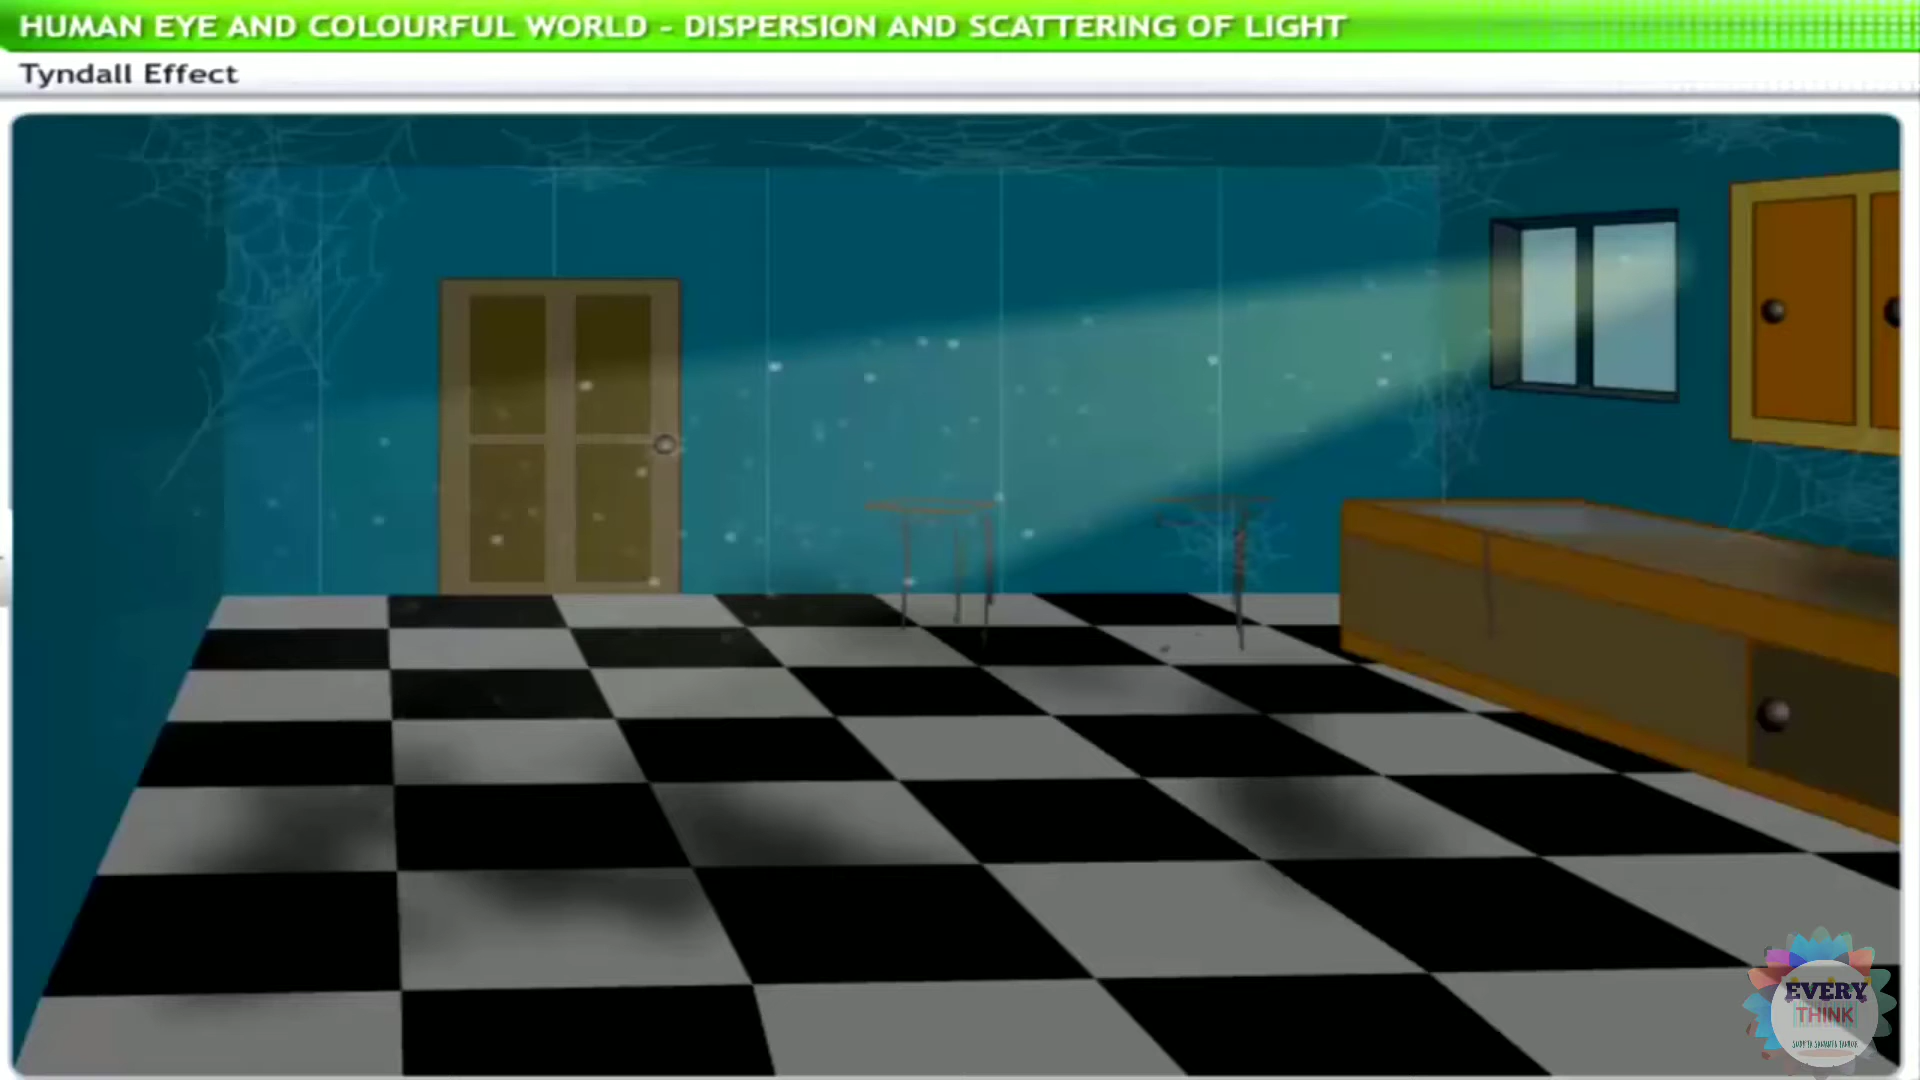 HUMAN EYE AND COLOURFUL WORLD - DISPERSION AND SCATTERING OF LIGHT
Tyndall Effect
EVERY
THINK